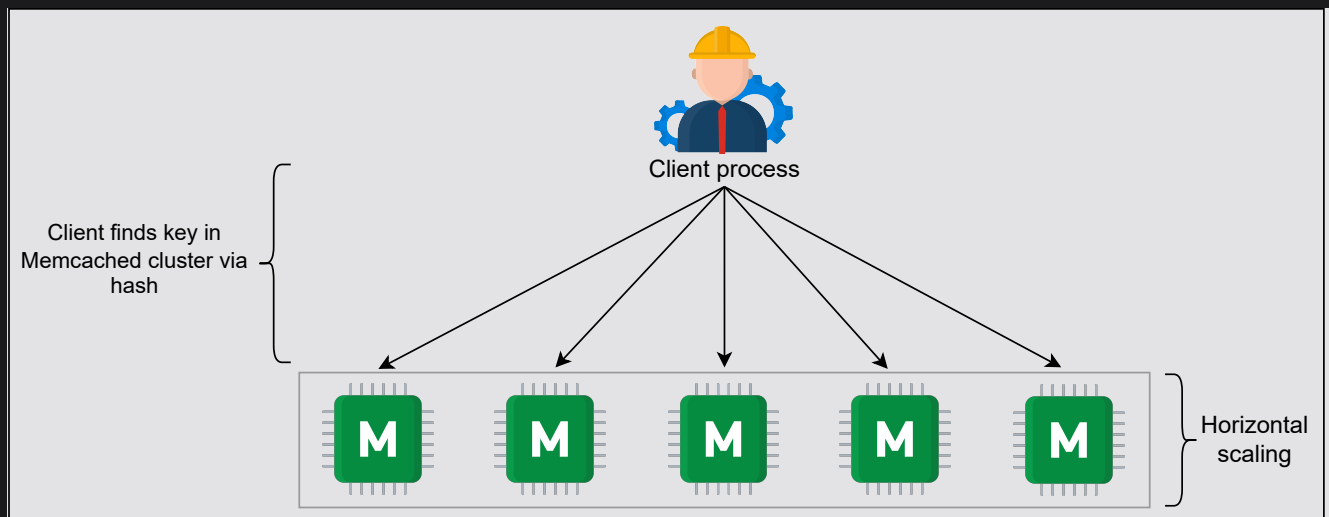 Client process
Client finds key in
Memcached cluster via
hash
M M M M M
Horizontal
scaling